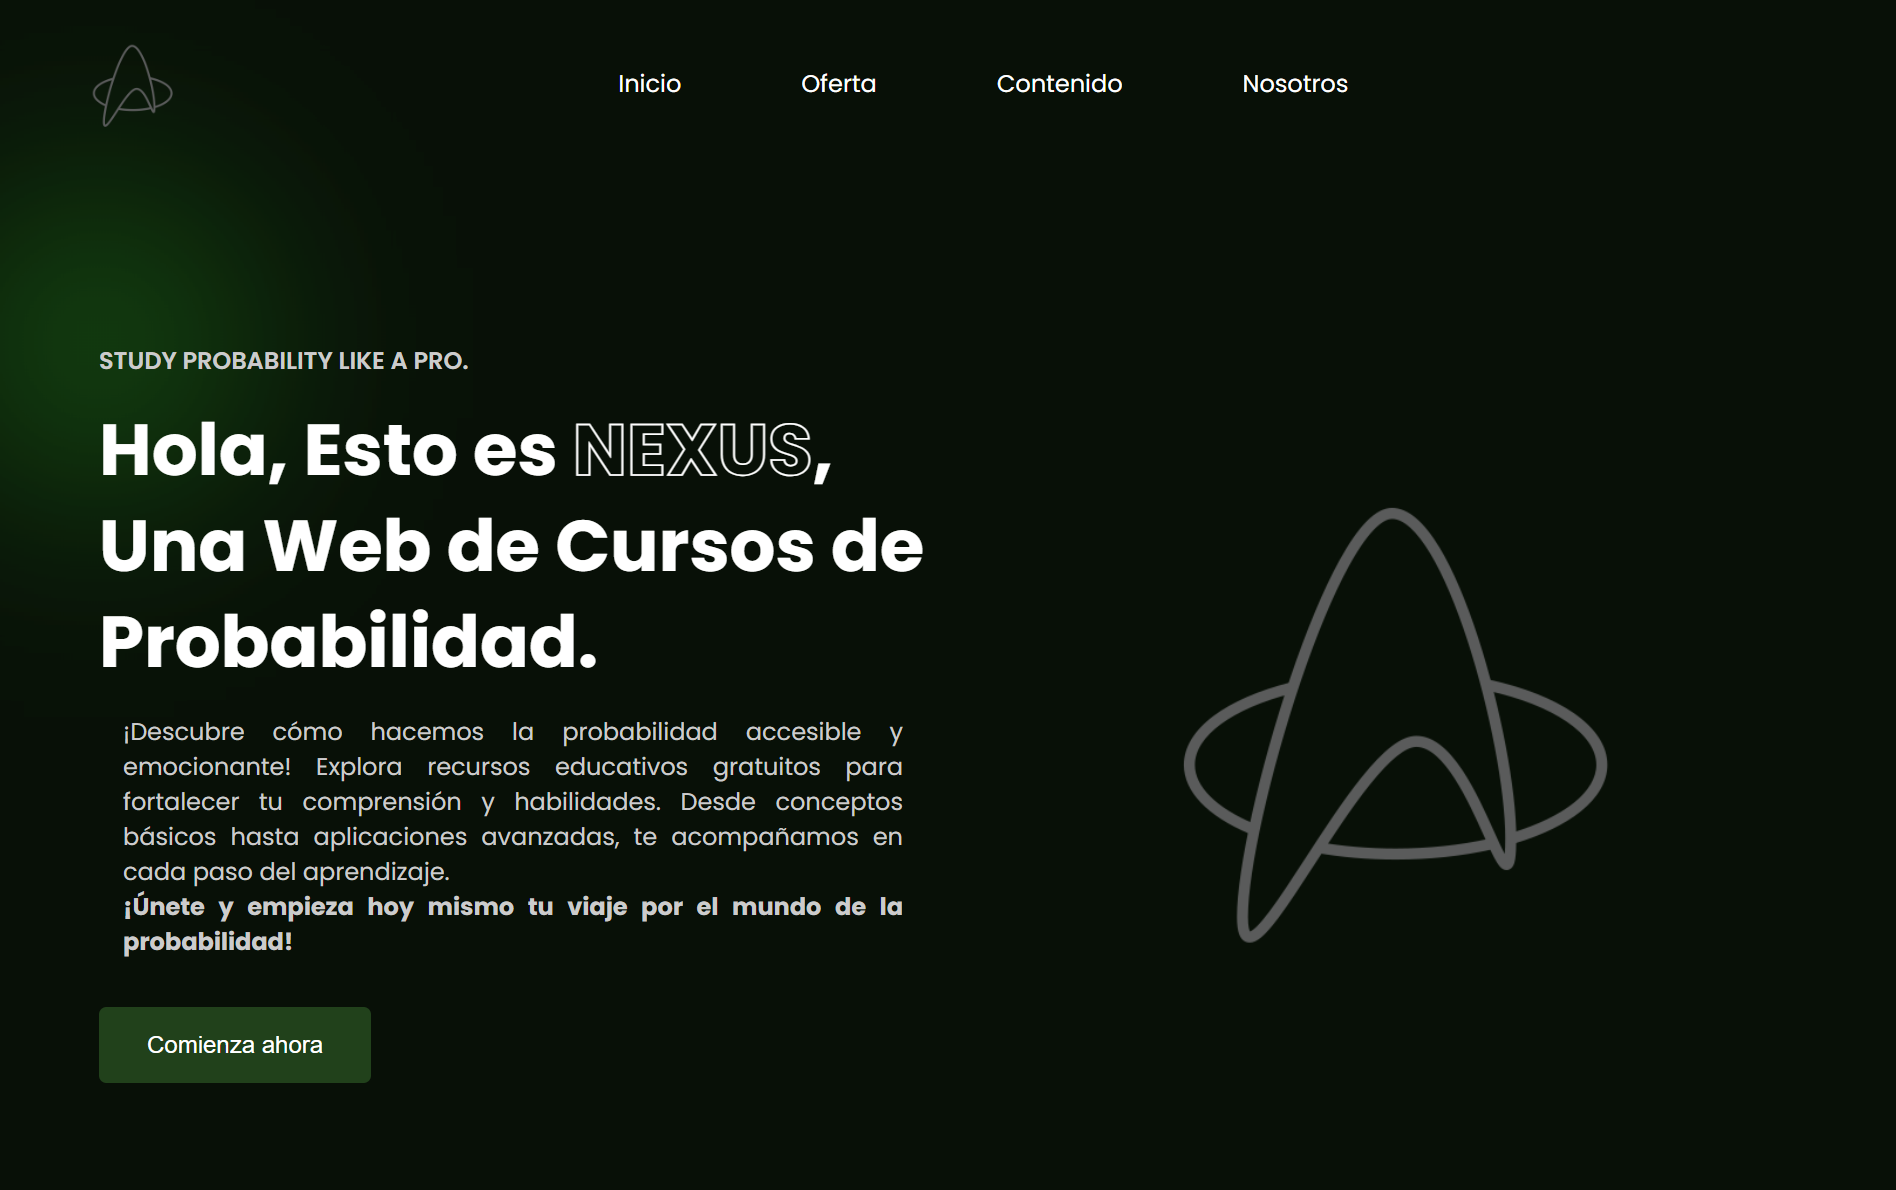 Inicio Oferta Contenido Nosotros
STUDY PROBABILITY LIKE A PRO.
Hola, Esto es NEXUS,
Una Web de Cursos de
Probabilidad.
¡Descubre cómo hacemos la probabilidad accesible y
emocionante! Explora recursos educativos gratuitos para
fortalecer tu comprensión y habilidades. Desde conceptos
básicos hasta aplicaciones avanzadas, te acompañamos en
cada paso del aprendizaje.
¡Únete y empieza hoy mismo tu viaje por el mundo de la
probabilidad!
Comienza ahora